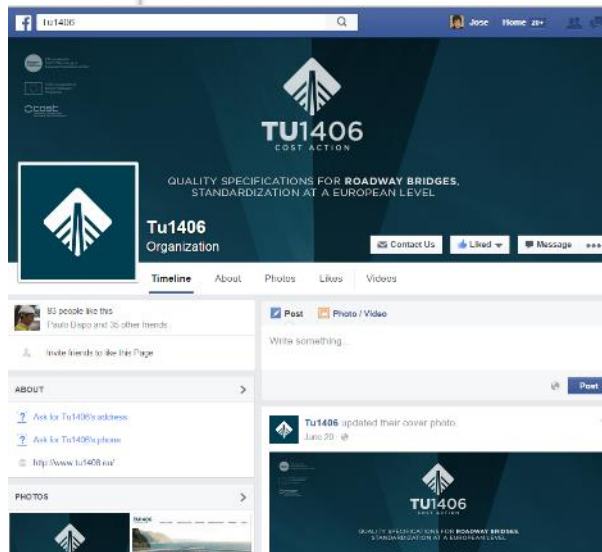 Tu1406
Jose Home 20+
cost
TU1406
COST ACTION
QUALITY SPECIFICATIONS FOR ROADWAY BRIDGES,
STANDARDIZATION AT A EUROPEAN LEVEL
Tu1406
Organization
Contact Us
Liked
Message
Timeline About Photos Likes Videos
93 people like this
Paulo Dispo and 35 other friends
Invite friends to like this Page
ABOUT
Ask for Tu1406's address
Ask for Tu1406's phone
http://www.tu1406.eu/
PHOTOS
Post Photo / Video
Write something...
Post
Tu1406 updated their cover photo.
June 20
TU1406
COST ACTION
QUALITY SPECIFICATIONS FOR ROADWAY BRIDGES,
STANDARDIZATION AT A EUROPEAN LEVEL